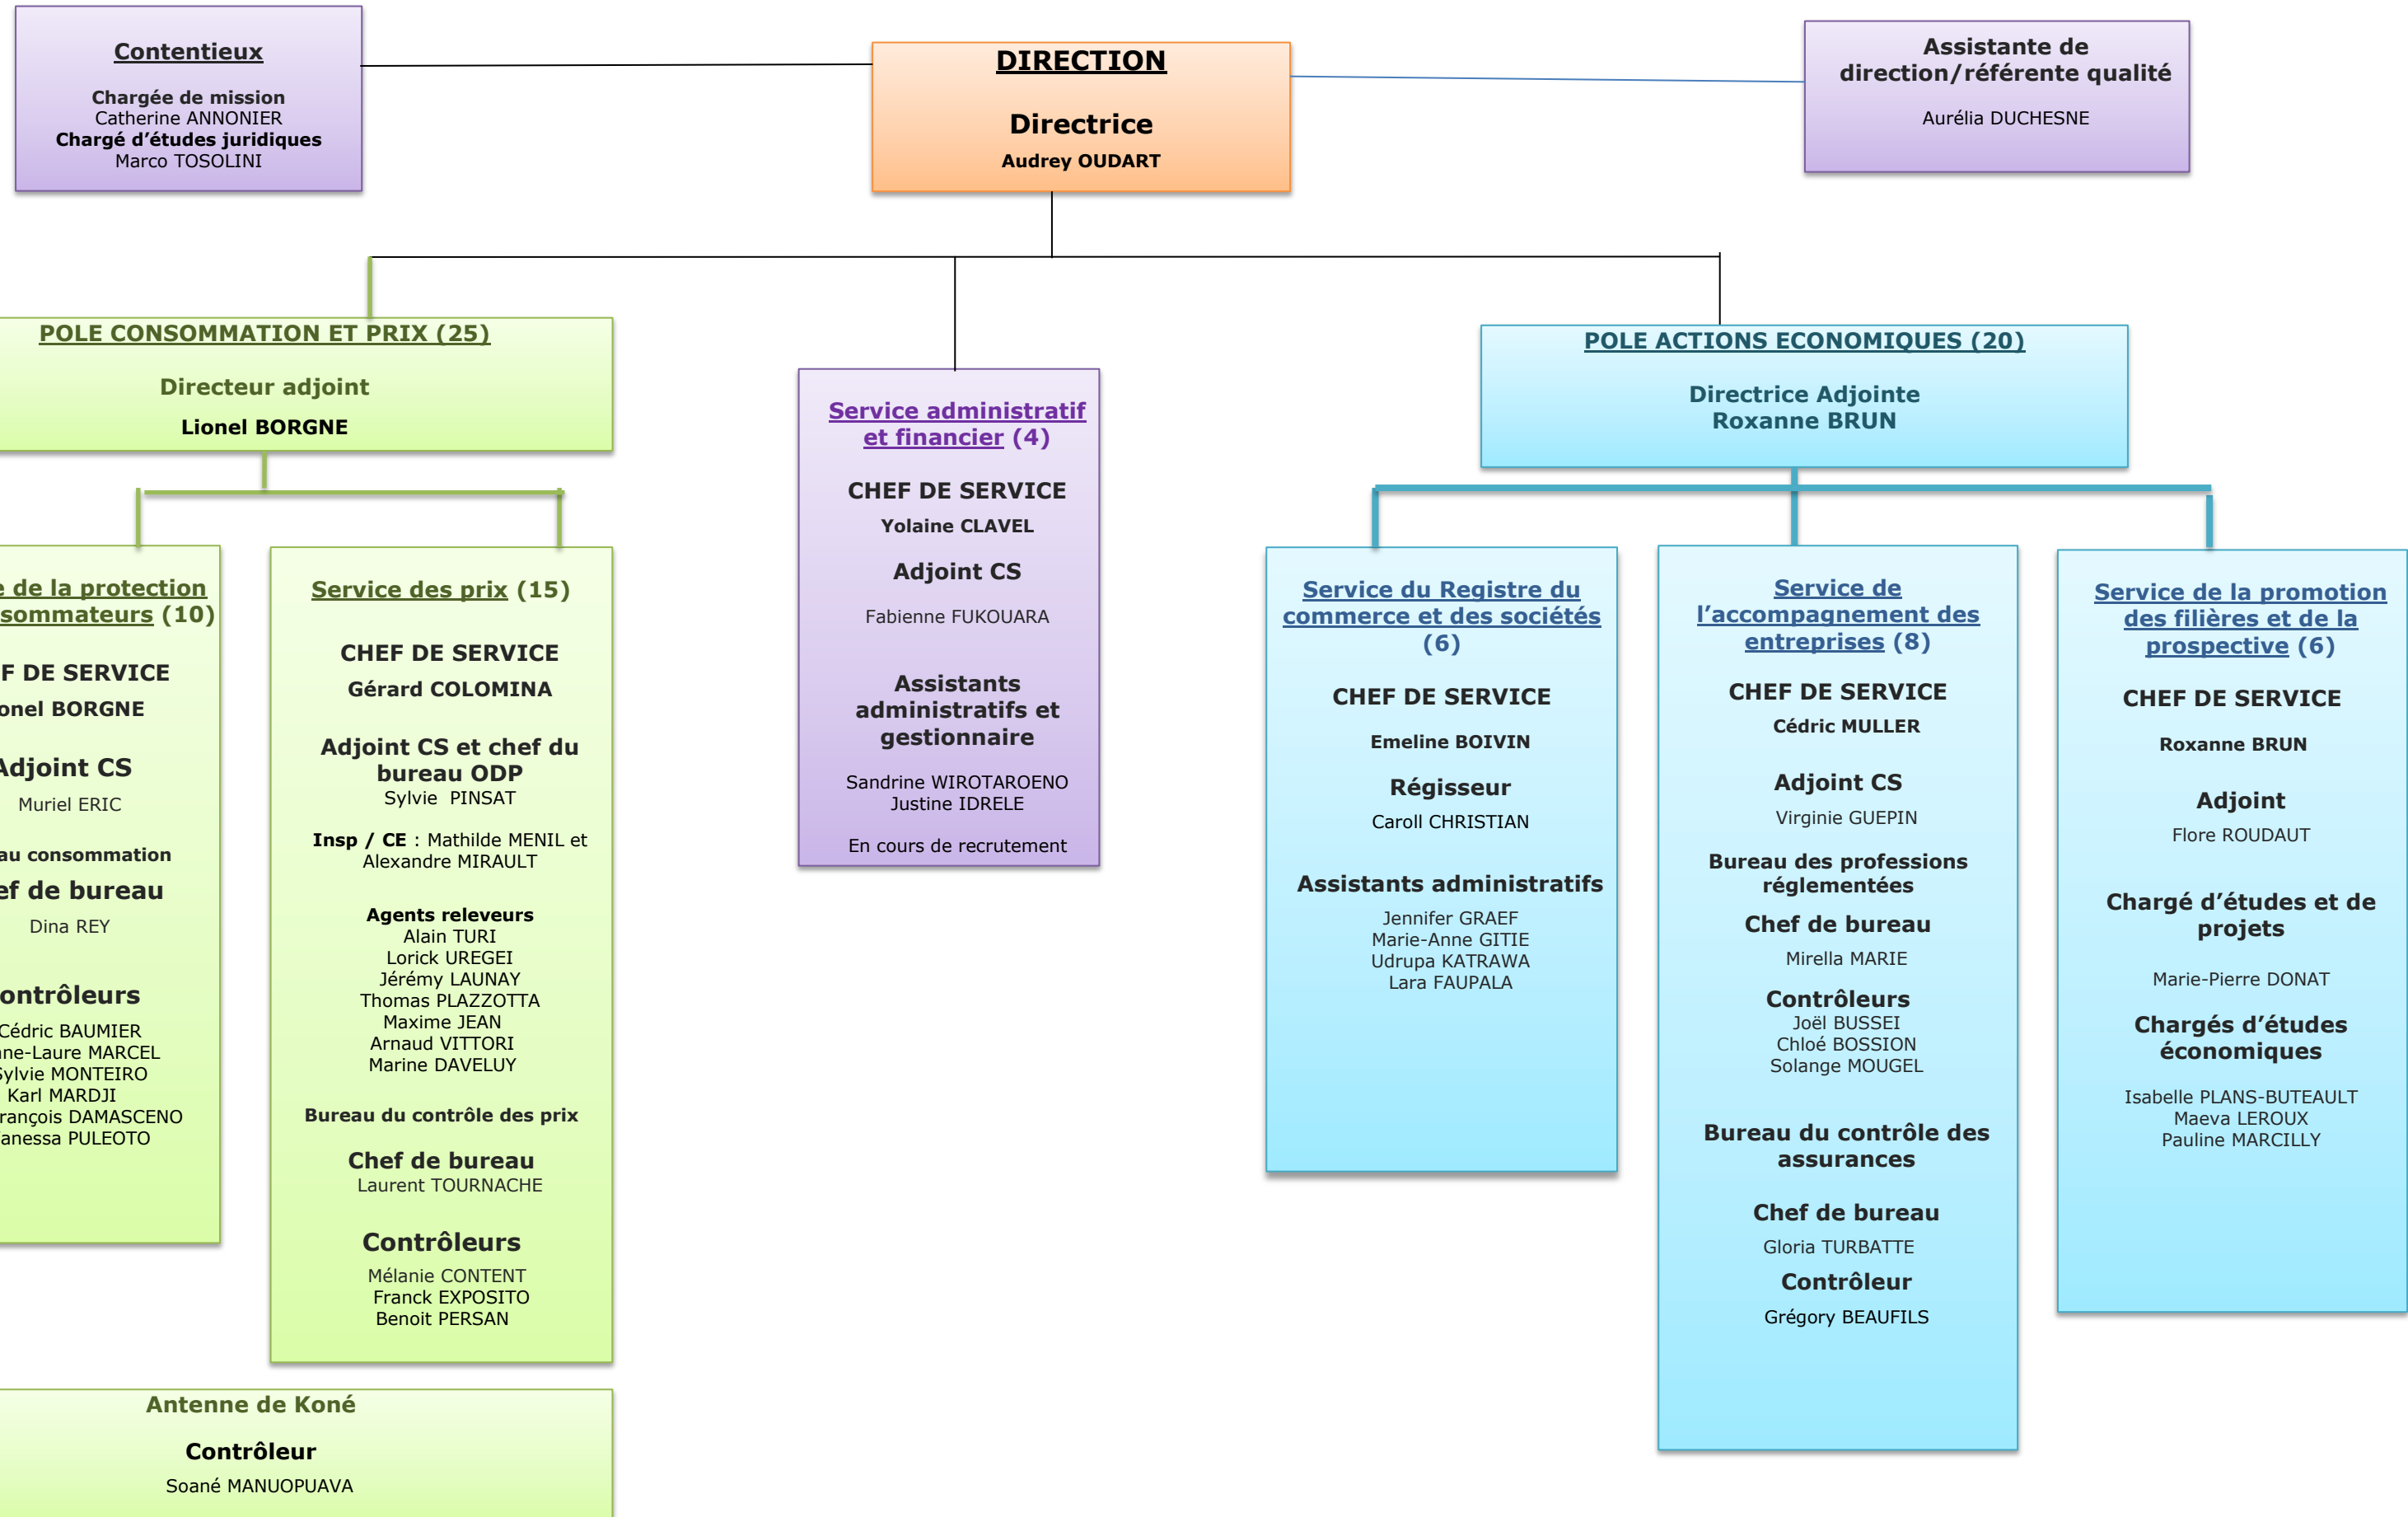 Contentieux
Chargée de mission
Catherine ANNONIER
Chargé d’études juridiques
Marco TOSOLINI
DIRECTION
Directrice
Audrey OUDART
Assistante de
direction/référente qualité
Aurélia DUCHESNE
POLE CONSOMMATION ET PRIX (25)
Directeur adjoint
Lionel BORGNE
POLE ACTIONS ECONOMIQUES (20)
Directrice Adjointe
Roxanne BRUN
de la protection
(10)
DE SERVICE
BORGNE
Adjoint CS
Muriel ERIC
consommation
de bureau
Dina REY
Cédric BAUMIER
MARCEL
Sylvie MONTEIRO
Karl MARDJI
DAMASCENO
PULEOTO
Service des prix (15)
CHEF DE SERVICE
Gérard COLOMINA
Adjoint CS et chef du
bureau ODP
Sylvie PINSAT
Insp / CE : Mathilde MENIL et
Alexandre MIRAULT
Agents releveurs
Alain TURI
Lorick UREGEI
Jérémy LAUNAY
Thomas PLAZZOTTA
Maxime JEAN
Arnaud VITTORI
Marine DAVELUY
Bureau du contrôle des prix
Chef de bureau
Laurent TOURNACHE
Contrôleurs
Mélanie CONTENT
Franck EXPOSITO
Benoit PERSAN
Antenne de Koné
Contrôleur
Soané MANUOPUAVA
Service administratif
et financier (4)
CHEF DE SERVICE
Yolaine CLAVEL
Adjoint CS
Fabienne FUKOUARA
Assistants
administratifs et
gestionnaire
Sandrine WIROTAROENO
Justine IDRELE
En cours de recrutement
Service du Registre du
commerce et des sociétés
(6)
CHEF DE SERVICE
Emeline BOIVIN
Régisseur
Caroll CHRISTIAN
Assistants administratifs
Jennifer GRAEF
Marie-Anne GITIE
Udrupa KATRAWA
Lara FAUPALA
Service de
l’accompagnement des
entreprises (8)
CHEF DE SERVICE
Cédric MULLER
Adjoint CS
Virginie GUEPIN
Bureau des professions
réglementées
Chef de bureau
Mirella MARIE
Contrôleurs
Joël BUSSEI
Chloé BOSSION
Solange MOUGEL
Bureau du contrôle des
assurances
Chef de bureau
Gloria TURBATTE
Contrôleur
Grégory BEAUFILS
Service de la promotion
des filières et de la
prospective (6)
CHEF DE SERVICE
Roxanne BRUN
Adjoint
Flore ROUDAUT
Chargé d’études et de
projets
Marie-Pierre DONAT
Chargés d’études
économiques
Isabelle PLANS-BUTEAULT
Maeva LEROUX
Pauline MARCILLY